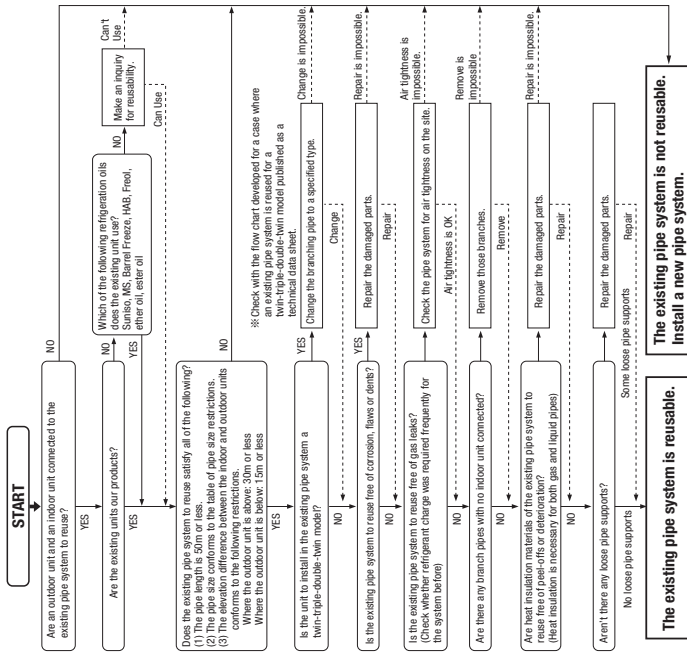 START
Are an outdoor unit and an indoor unit connected to the
existing pipe system to reuse?
NO
YES
Are the existing units our products?
NO
YES
Which of the following refrigeration oils
does the existing unit use?
Suniso, MS, Barrel Freeze, HAB, Freol,
ether oil, ester oil
NO
YES
Make an inquiry
for reusability.
Can't
Use
Can Use
Does the existing pipe system to reuse satisfy all of the following?
(1) The pipe length is 50m or less.
(2) The pipe size conforms to the table of pipe size restrictions.
(3) The elevation difference between the indoor and outdoor units
conforms to the following restrictions.
Where the outdoor unit is above: 30m or less
Where the outdoor unit is below: 15m or less
NO
YES
※ Check with the flow chart developed for a case where
an existing pipe system is reused for a
twin-triple-double-twin model published as a
technical data sheet.
Is the unit to install in the existing pipe system a
twin-triple-double-twin model?
YES
Change the branching pipe to a specified type.
Change is impossible.
Change
NO
Is the existing pipe system to reuse free of corrosion, flaws or dents?
YES
Repair the damaged parts.
Repair is impossible.
Repair
NO
Is the existing pipe system to reuse free of gas leaks?
(Check whether refrigerant charge was required frequently for
the system before)
Check the pipe system for air tightness on the site.
Air tightness is
impossible.
Air tightness is OK
NO
Are there any branch pipes with no indoor unit connected?
Remove those branches.
Remove is
impossible
Remove
NO
Are heat insulation materials of the existing pipe system to
reuse free of peel-offs or deterioration?
(Heat insulation is necessary for both gas and liquid pipes)
Repair the damaged parts.
Repair is impossible.
Repair
NO
Aren't there any loose pipe supports?
Repair the damaged parts.
Repair
Some loose pipe supports
No loose pipe supports
The existing pipe system is reusable.
The existing pipe system is not reusable.
Install a new pipe system.